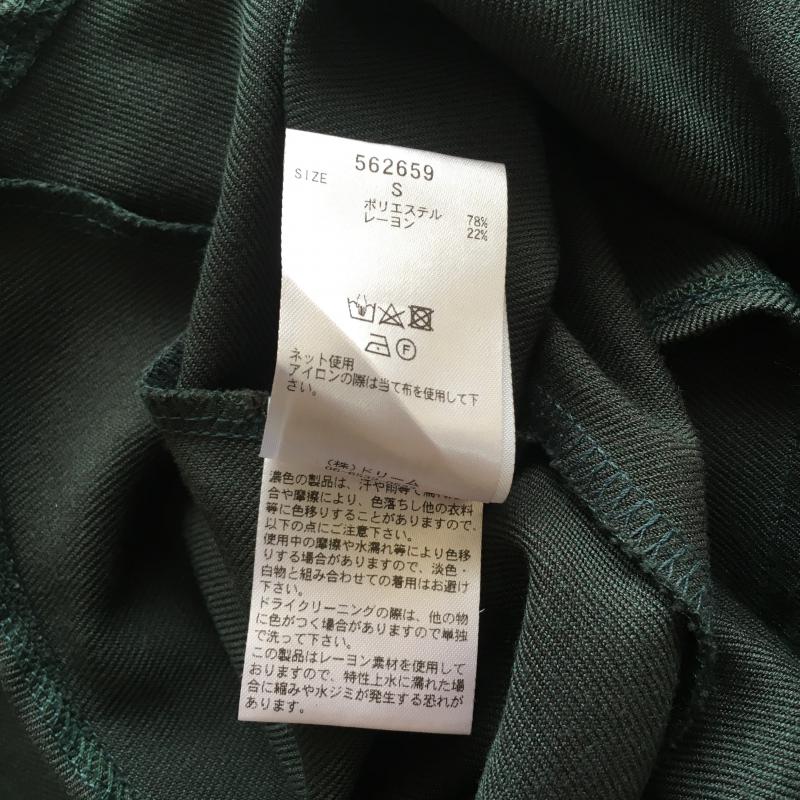 562659
SIZE S
ポリエステル 78%
レーヨン 22%
F
ネット使用
アイロンの際は当て布を使用して下
さい。
(株)ドリーム
濃色の製品は、汗や雨等で濡れた
合や摩擦により、色落ちし他の衣料
等に色移りすることがありますので、
以下の点にご注意下さい。
使用中の摩擦や水濡れ等により色移
りする場合がありますので、淡色・
白物と組み合わせての着用はお避け
下さい。
ドライクリーニングの際は、他の物
に色がつく場合がありますので単独
で洗って下さい。
この製品はレーヨン素材を使用して
おりますので、特性上水に濡れた場
合に縮みや水ジミが発生する恐れが
あります。